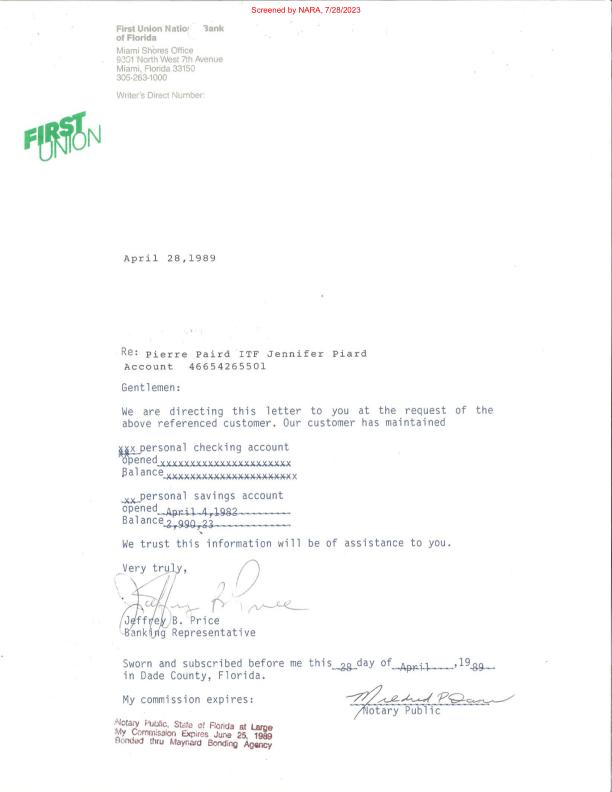 Screened by NARA, 7/28/2023
First Union National Bank
of Florida
Miami Shores Office
9301 North West 7th Avenue
Miami, Florida 33150
305-263-1000
Writer's Direct Number:
FIRST
UNION
April 28,1989
Re: Pierre Paird ITF Jennifer Piard
Account 46654265501
Gentlemen:
We are directing this letter to you at the request of the
above referenced customer. Our customer has maintained
xxx personal checking account
opened xxxxxxxxxxxxxxxxxxxxxx
Balance xxxxxxxxxxxxxxxxxxxxxx
xx personal savings account
opened April 4,1982
Balance 2,990,23
We trust this information will be of assistance to you.
Very truly,
Jeffrey B. Price
Jeffrey B. Price
Banking Representative
Sworn and subscribed before me this 28 day of April ,1989
in Dade County, Florida.
My commission expires:
Mildred P
Notary Public
Notary Public, State of Florida at Large
My Commission Expires June 25, 1989
Bonded thru Maynard Bonding Agency